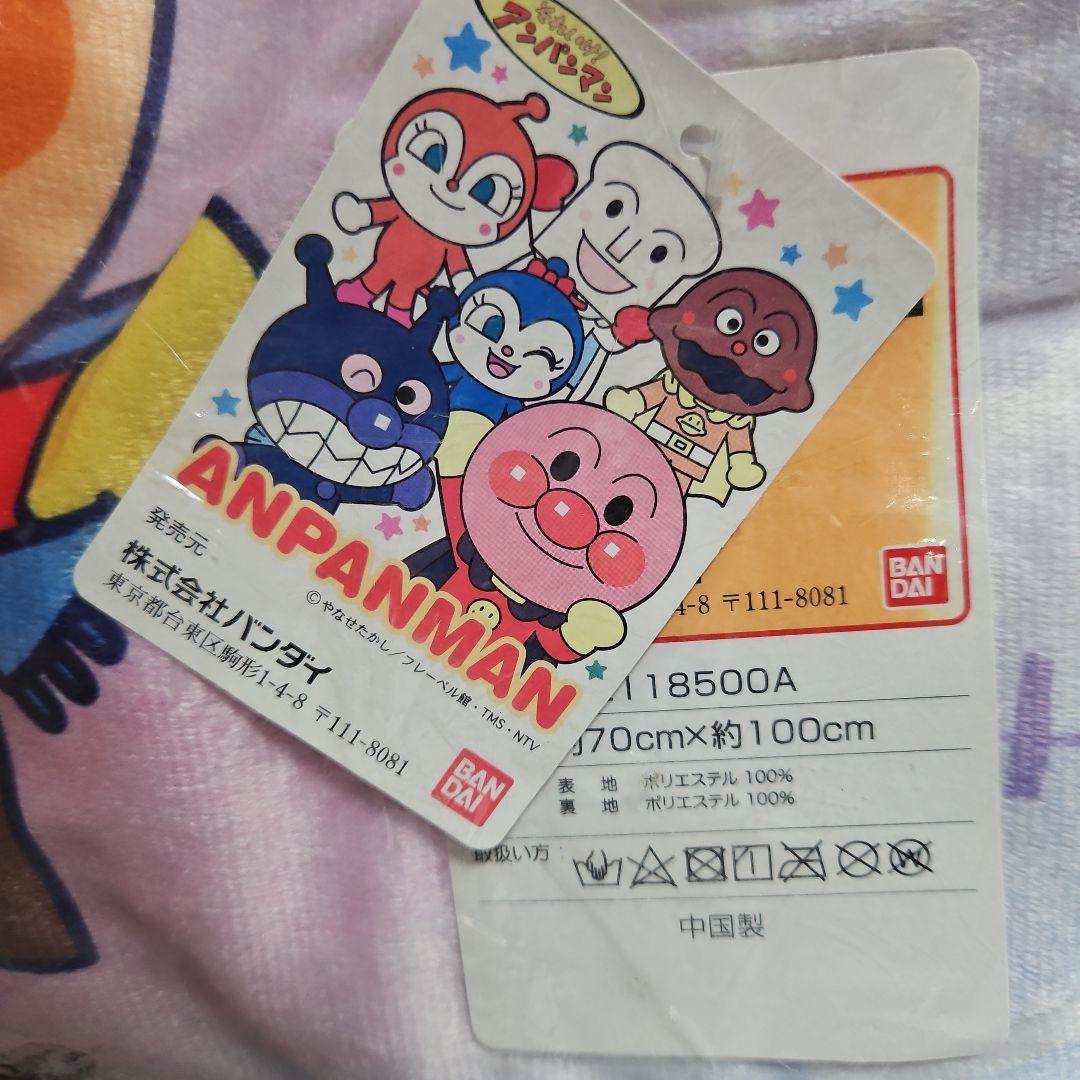 それいけ!
アンパンマン
ANPANMAN
©やなせたかし/フレーベル館・TMS・NTV
発売元
株式会社バンダイ
東京都台東区駒形1-4-8 〒111-8081
BAN
DAI
4-8 〒111-8081
BAN
DAI
118500A
70cm×約100cm
表 地 ポリエステル 100%
裏 地 ポリエステル 100%
取扱い方:
中国製